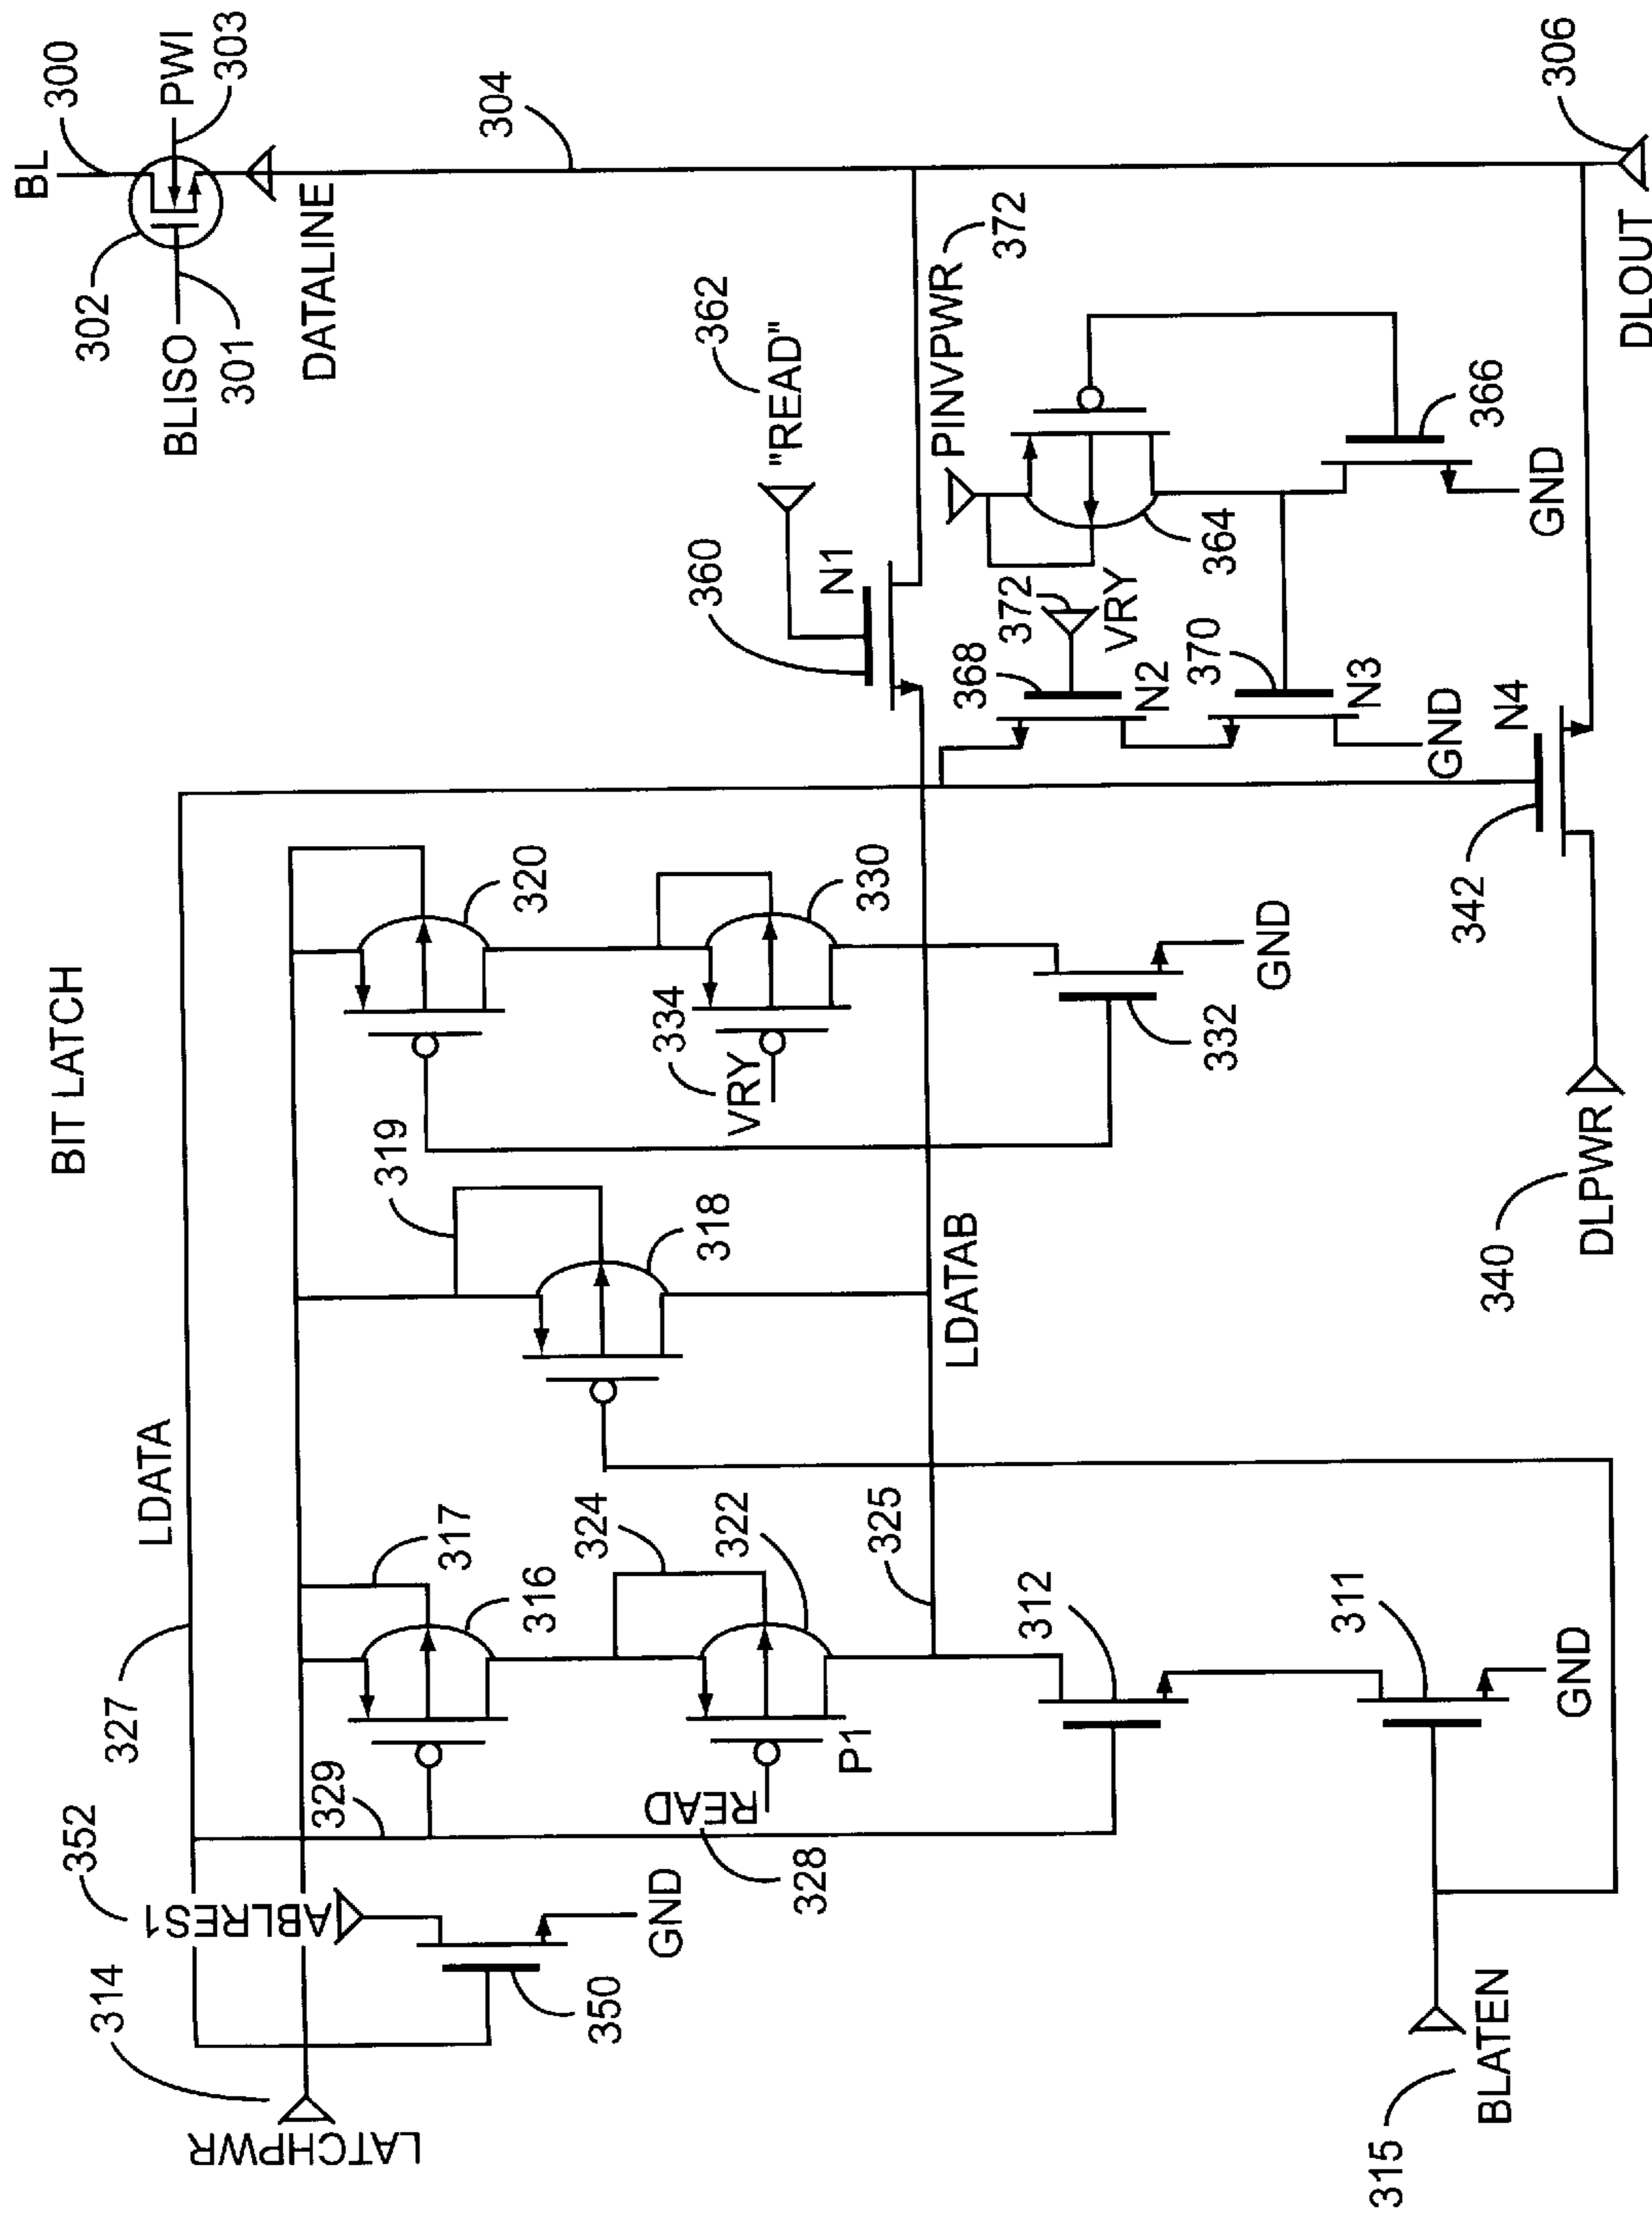 BIT LATCH
BL
300
302
PWI
303
BLISO
301
DATALINE
304
306
DLOUT
LDATA
327
314
LATCHPWR
352
ABLRES1
350
GND
329
317
316
READ
328
P1
324
322
325
312
311
GND
315
BLATEN
319
318
LDATAB
320
334
VRY
330
332
GND
360
N1
"READ"
362
PINVPWR
372
364
366
GND
368
372
VRY
N2
370
N3
GND
342
N4
340
DLPWR